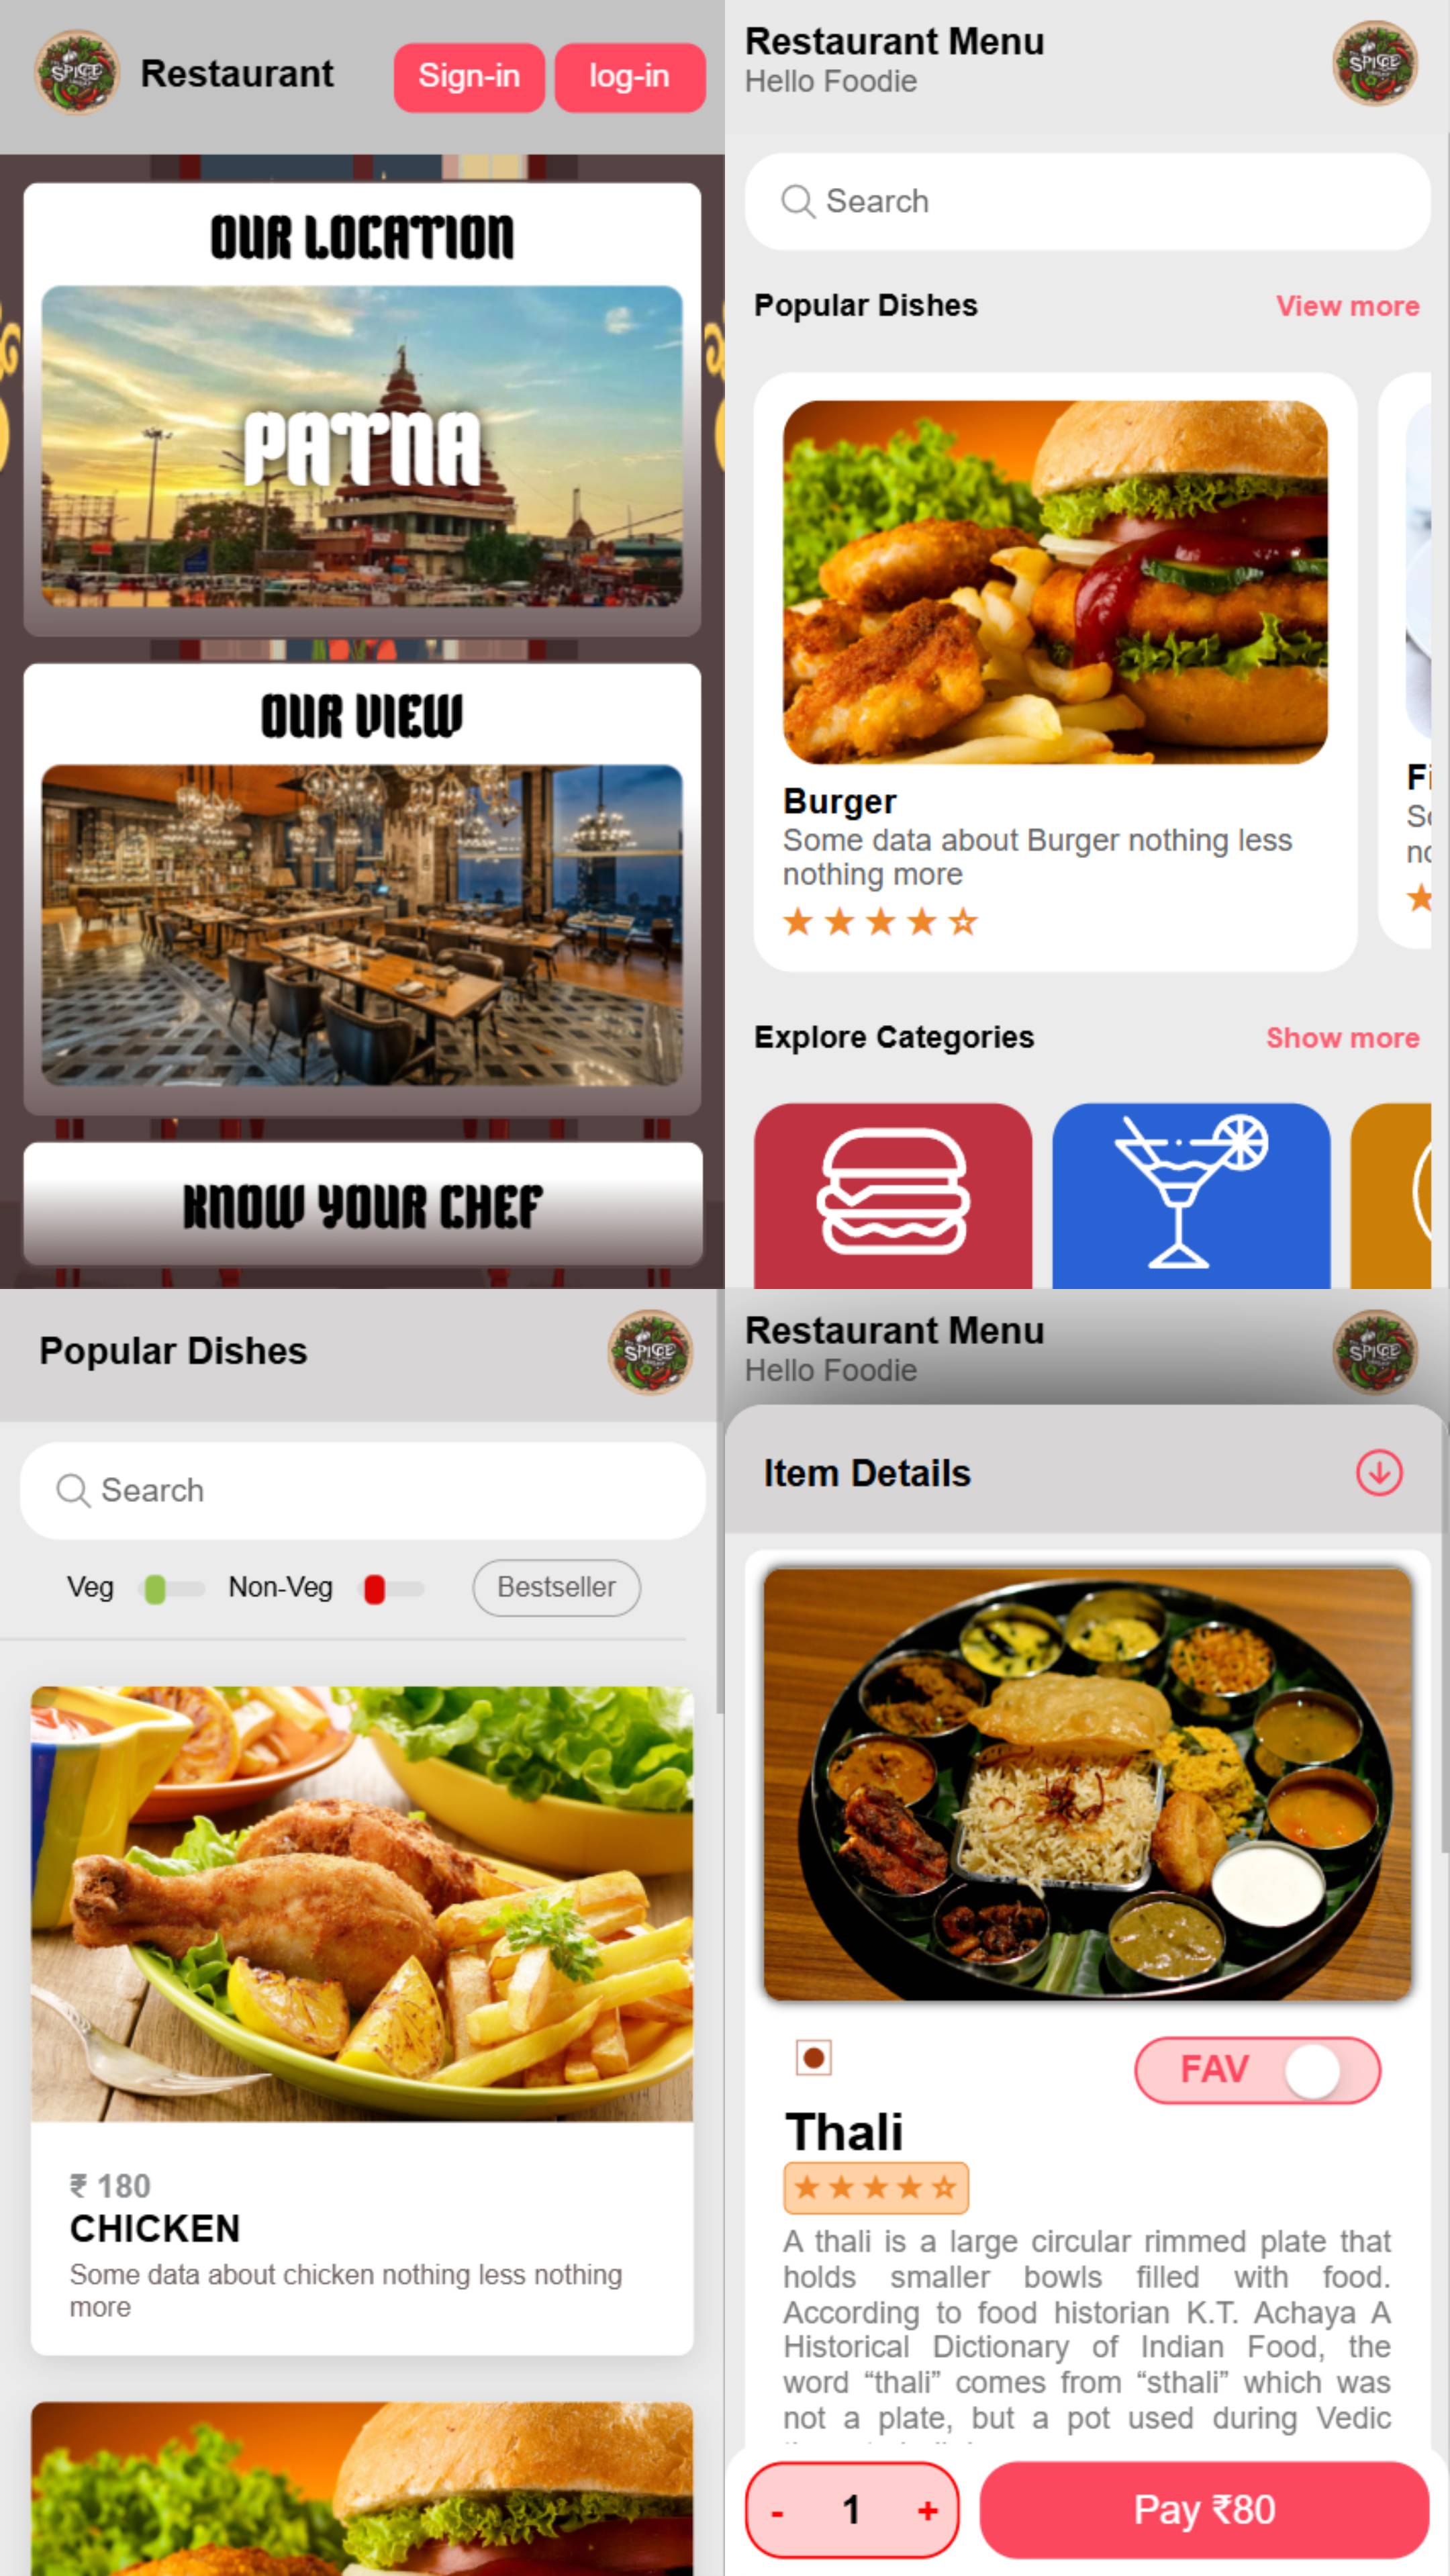 SPICE
Restaurant
Sign-in
log-in
OUR LOCATION
PATNA
OUR VIEW
KNOW YOUR CHEF
Restaurant Menu
Hello Foodie
SPICE
Search
Popular Dishes
View more
Burger
Some data about Burger nothing less
nothing more
★★★★☆
Explore Categories
Show more
Popular Dishes
SPICE
Search
Veg
Non-Veg
Bestseller
₹ 180
CHICKEN
Some data about chicken nothing less nothing
more
Restaurant Menu
Hello Foodie
SPICE
Item Details
FAV
Thali
★★★★☆
A thali is a large circular rimmed plate that
holds smaller bowls filled with food.
According to food historian K.T. Achaya A
Historical Dictionary of Indian Food, the
word “thali” comes from “sthali” which was
not a plate, but a pot used during Vedic
- 1 +
Pay ₹80